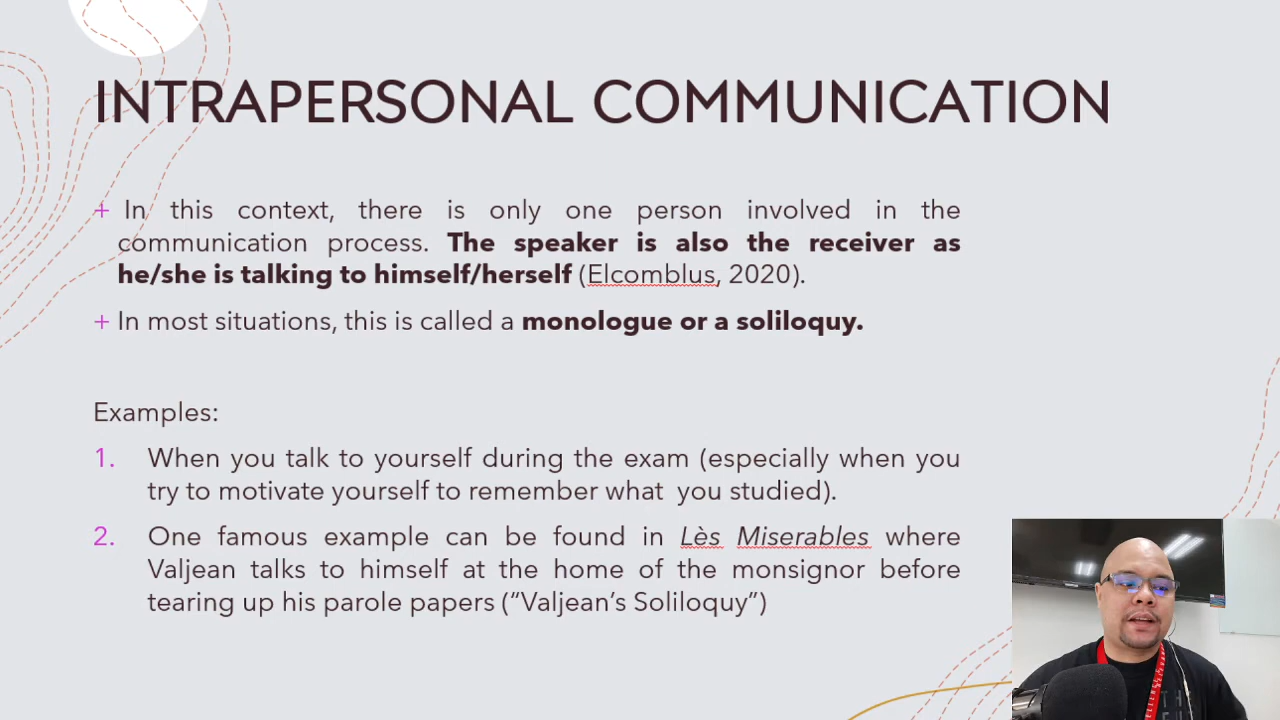 INTRAPERSONAL COMMUNICATION
+ In this context, there is only one person involved in the
communication process. The speaker is also the receiver as
he/she is talking to himself/herself (Elcomblus, 2020).
+ In most situations, this is called a monologue or a soliloquy.
Examples:
1. When you talk to yourself during the exam (especially when you
try to motivate yourself to remember what you studied).
2. One famous example can be found in Lès Miserables where
Valjean talks to himself at the home of the monsignor before
tearing up his parole papers (“Valjean’s Soliloquy”)